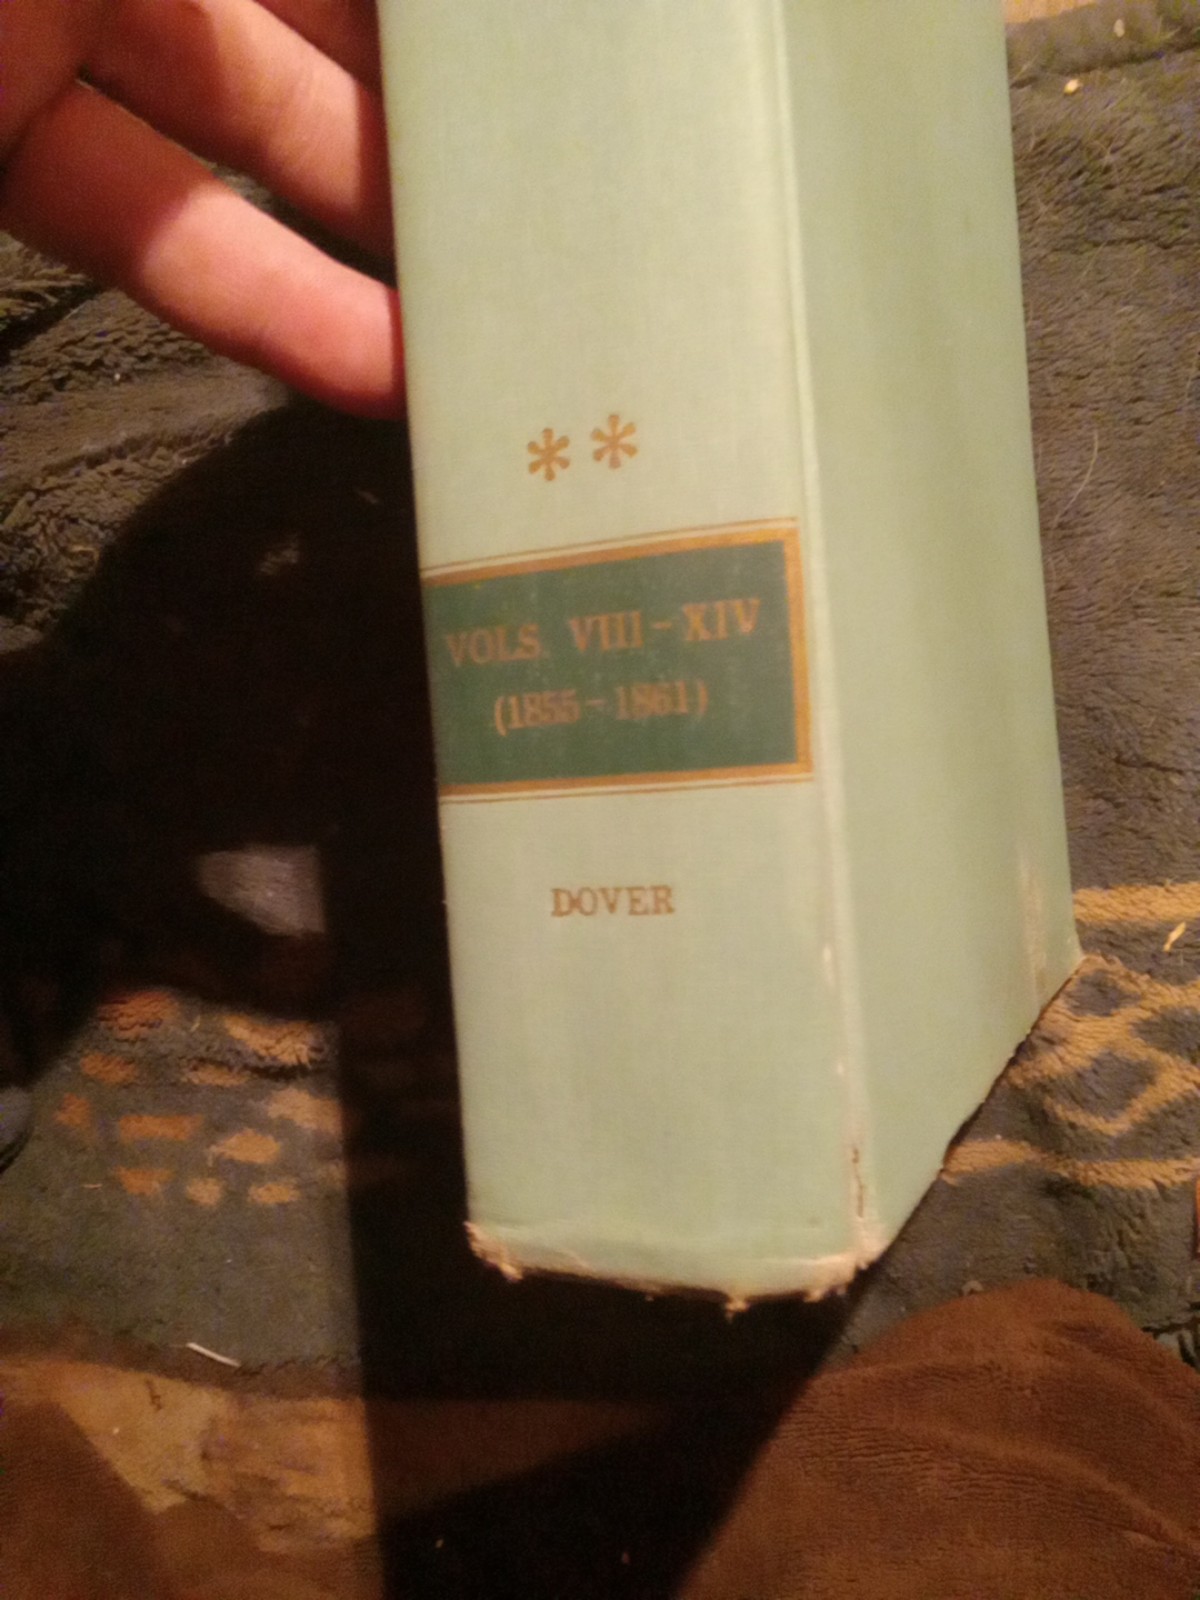 **
VOLS. VIII-XIV
(1855-1861)
DOVER